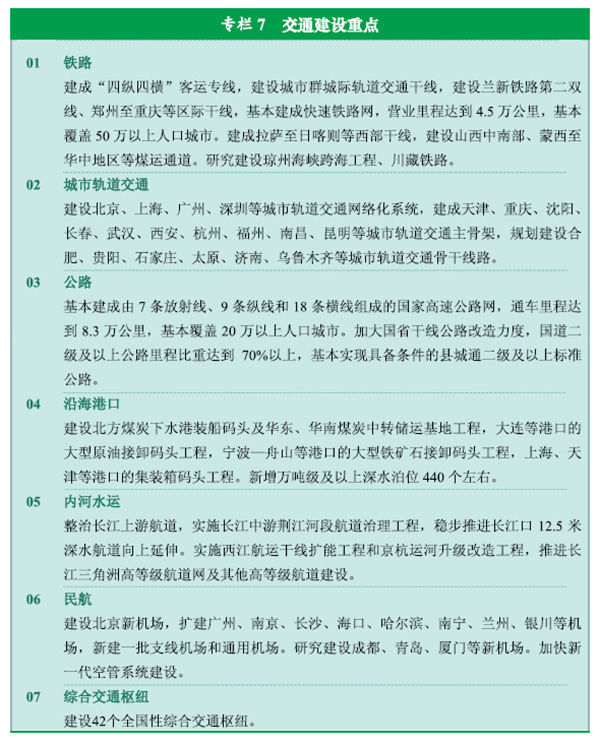 专栏 7 交通建设重点
01 铁路
建成“四纵四横”客运专线，建设城市群城际轨道交通干线，建设兰新铁路第二双
线、郑州至重庆等区际干线，基本建成快速铁路网，营业里程达到 4.5 万公里，基本
覆盖 50 万以上人口城市。建成拉萨至日喀则等西部干线，建设山西中南部、蒙西至
华中地区等煤运通道。研究建设琼州海峡跨海工程、川藏铁路。
02 城市轨道交通
建设北京、上海、广州、深圳等城市轨道交通网络化系统，建成天津、重庆、沈阳、
长春、武汉、西安、杭州、福州、南昌、昆明等城市轨道交通主骨架，规划建设合
肥、贵阳、石家庄、太原、济南、乌鲁木齐等城市轨道交通骨干线路。
03 公路
基本建成由 7 条放射线、9 条纵线和 18 条横线组成的国家高速公路网，通车里程达
到 8.3 万公里，基本覆盖 20 万以上人口城市。加大国省干线公路改造力度，国道二
级及以上公路里程比重达到 70%以上，基本实现具备条件的县城通二级及以上标准
公路。
04 沿海港口
建设北方煤炭下水港装船码头及华东、华南煤炭中转储运基地工程，大连等港口的
大型原油接卸码头工程，宁波—舟山等港口的大型铁矿石接卸码头工程，上海、天
津等港口的集装箱码头工程。新增万吨级及以上深水泊位 440 个左右。
05 内河水运
整治长江上游航道，实施长江中游荆江河段航道治理工程，稳步推进长江口 12.5 米
深水航道向上延伸。实施西江航运干线扩能工程和京杭运河升级改造工程，推进长
江三角洲高等级航道网及其他高等级航道建设。
06 民航
建设北京新机场，扩建广州、南京、长沙、海口、哈尔滨、南宁、兰州、银川等机
场，新建一批支线机场和通用机场。研究建设成都、青岛、厦门等新机场。加快新
一代空管系统建设。
07 综合交通枢纽
建设42个全国性综合交通枢纽。